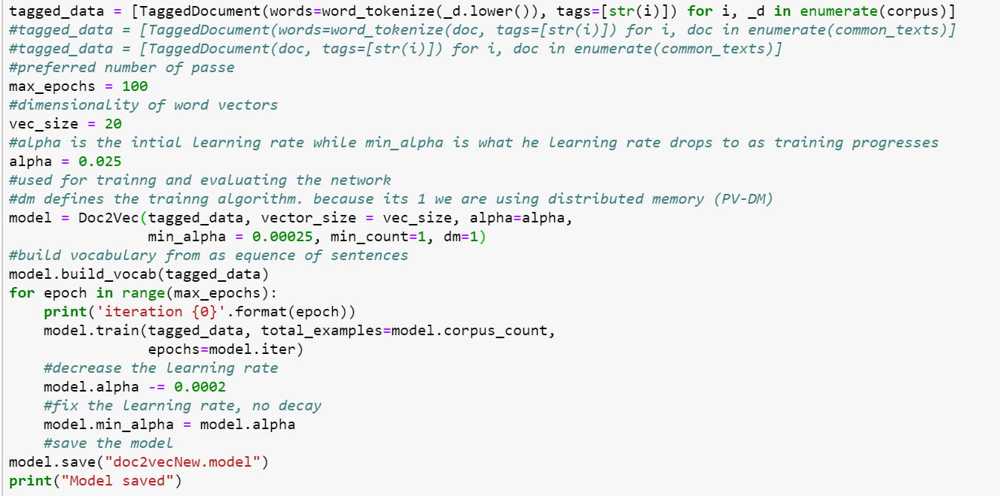 tagged_data = [TaggedDocument(words=word_tokenize(_d.lower()), tags=[str(i)]) for i, _d in enumerate(corpus)]
#tagged_data = [TaggedDocument(words=word_tokenize(doc, tags=[str(i)]) for i, doc in enumerate(common_texts)]
#tagged_data = [TaggedDocument(doc, tags=[str(i)]) for i, doc in enumerate(common_texts)]
#preferred number of passe
max_epochs = 100
#dimensionality of word vectors
vec_size = 20
#alpha is the intial learning rate while min_alpha is what he learning rate drops to as training progresses
alpha = 0.025
#used for trainng and evaluating the network
#dm defines the trainng algorithm. because its 1 we are using distributed memory (PV-DM)
model = Doc2Vec(tagged_data, vector_size = vec_size, alpha=alpha,
                min_alpha = 0.00025, min_count=1, dm=1)
#build vocabulary from as equence of sentences
model.build_vocab(tagged_data)
for epoch in range(max_epochs):
    print('iteration {0}'.format(epoch))
    model.train(tagged_data, total_examples=model.corpus_count,
                epochs=model.iter)
    #decrease the learning rate
    model.alpha -= 0.0002
    #fix the learning rate, no decay
    model.min_alpha = model.alpha
    #save the model
model.save("doc2vecNew.model")
print("Model saved")